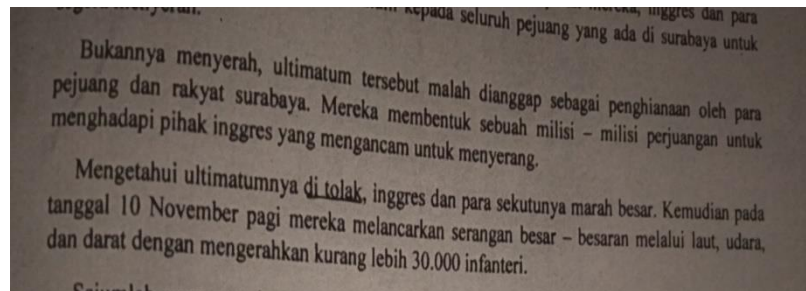 kepada seluruh pejuang yang ada di surabaya untuk
inggres dan para
Bukannya menyerah, ultimatum tersebut malah dianggap sebagai penghianaan oleh para
pejuang dan rakyat surabaya. Mereka membentuk sebuah milisi – milisi perjuangan untuk
menghadapi pihak inggres yang mengancam untuk menyerang.
Mengetahui ultimatumnya di tolak, inggres dan para sekutunya marah besar. Kemudian pada
tanggal 10 November pagi mereka melancarkan serangan besar – besaran melalui laut, udara,
dan darat dengan mengerahkan kurang lebih 30.000 infanteri.